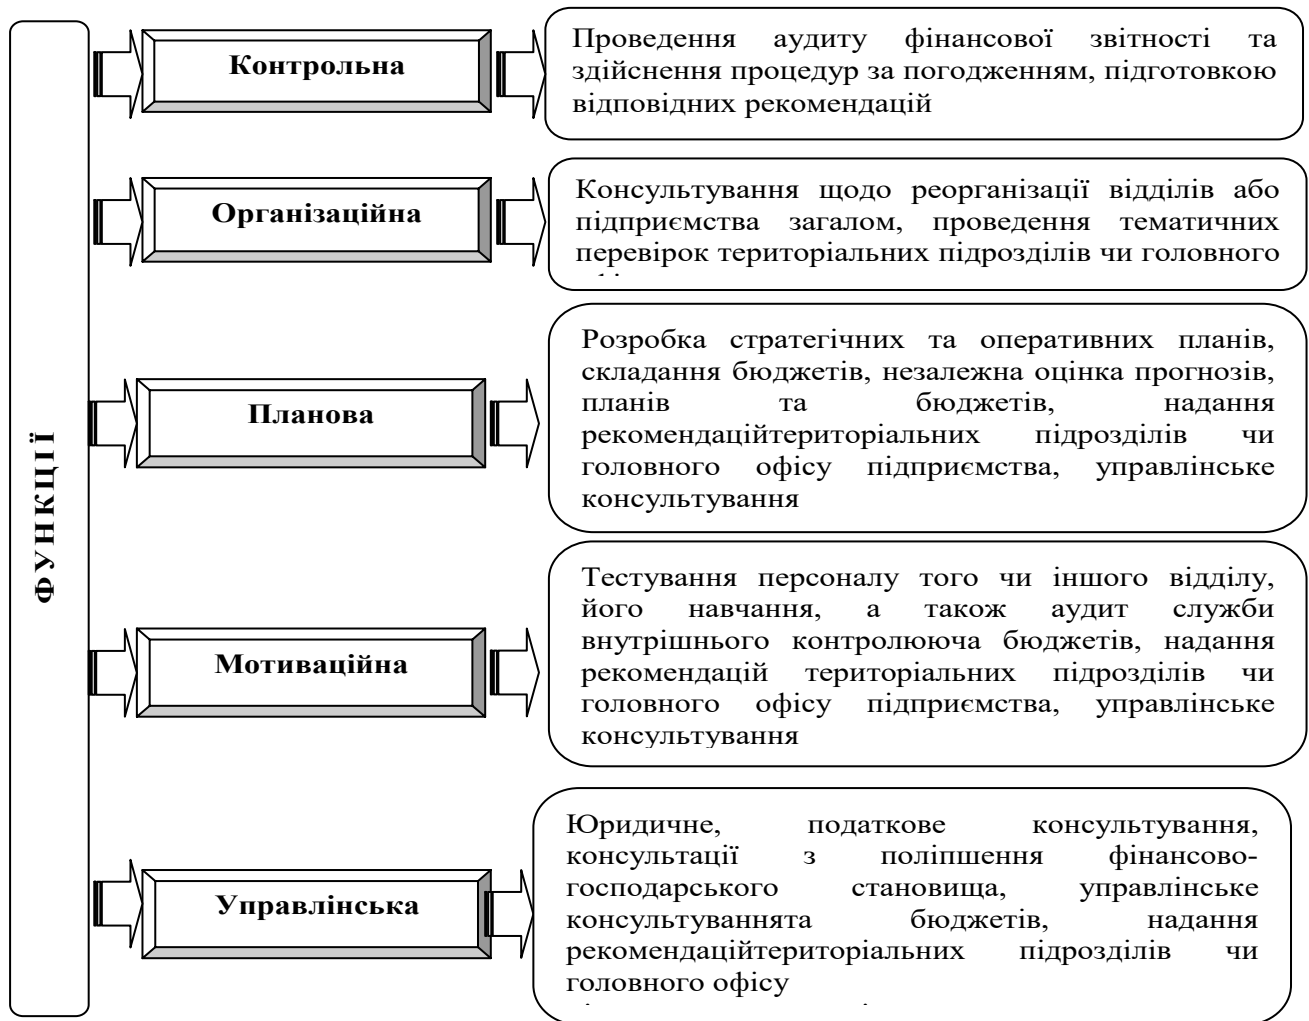 ФУНКЦІЇ
Контрольна
Проведення аудиту фінансової звітності та
здійснення процедур за погодженням, підготовкою
відповідних рекомендацій
Організаційна
Консультування щодо реорганізації відділів або
підприємства загалом, проведення тематичних
перевірок територіальних підрозділів чи головного
Планова
Розробка стратегічних та оперативних планів,
складання бюджетів, незалежна оцінка прогнозів,
планів та бюджетів, надання
рекомендаційтериторіальних підрозділів чи
головного офісу підприємства, управлінське
консультування
Мотиваційна
Тестування персоналу того чи іншого відділу,
його навчання, а також аудит служби
внутрішнього контролююча бюджетів, надання
рекомендацій територіальних підрозділів чи
головного офісу підприємства, управлінське
консультування
Управлінська
Юридичне, податкове консультування,
консультації з поліпшення фінансово-
господарського становища, управлінське
консультуваннята бюджетів, надання
рекомендаційтериторіальних підрозділів чи
головного офісу